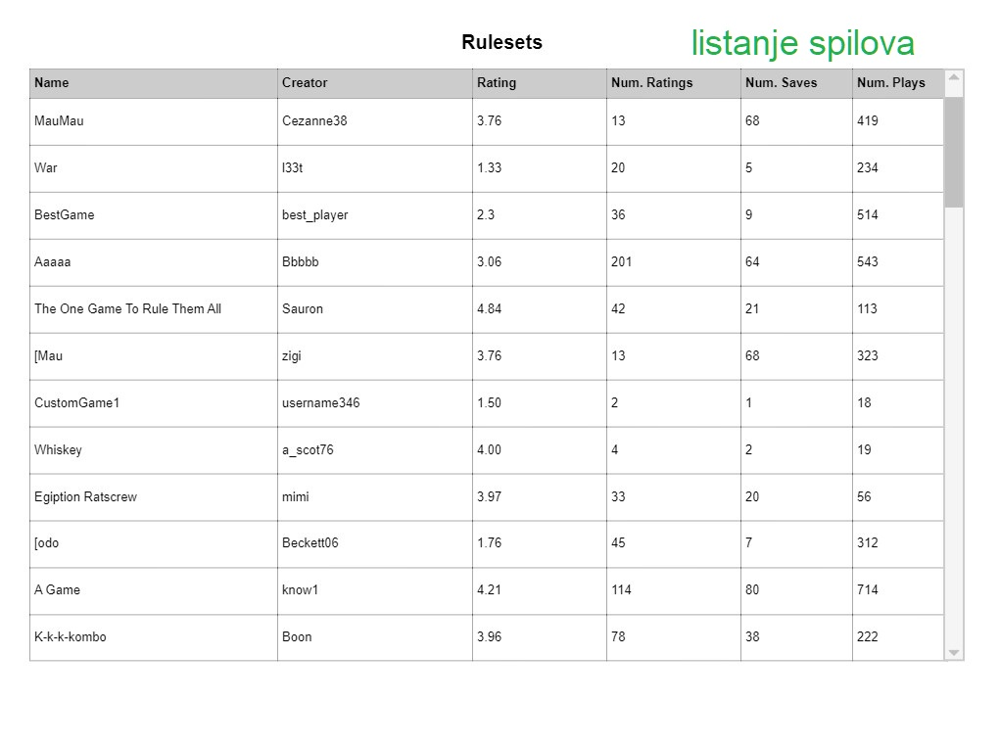 Rulesets
listanje spilova
Name Creator Rating Num. Ratings Num. Saves Num. Plays
MauMau Cezanne38 3.76 13 68 419
War l33t 1.33 20 5 234
BestGame best_player 2.3 36 9 514
Aaaaa Bbbbb 3.06 201 64 543
The One Game To Rule Them All Sauron 4.84 42 21 113
[Mau zigi 3.76 13 68 323
CustomGame1 username346 1.50 2 1 18
Whiskey a_scot76 4.00 4 2 19
Egiption Ratscrew mimi 3.97 33 20 56
[odo Beckett06 1.76 45 7 312
A Game know1 4.21 114 80 714
K-k-k-kombo Boon 3.96 78 38 222